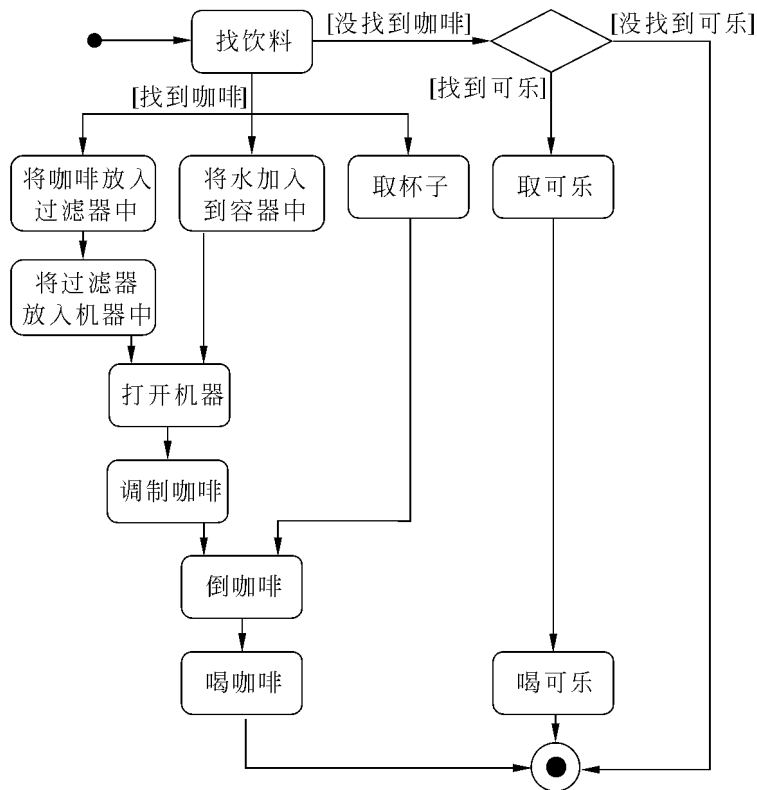 找饮料
[没找到咖啡]
[没找到可乐]
[找到咖啡]
[找到可乐]
将咖啡放入
过滤器中
将水加入
到容器中
取杯子
取可乐
将过滤器
放入机器中
打开机器
调制咖啡
倒咖啡
喝咖啡
喝可乐